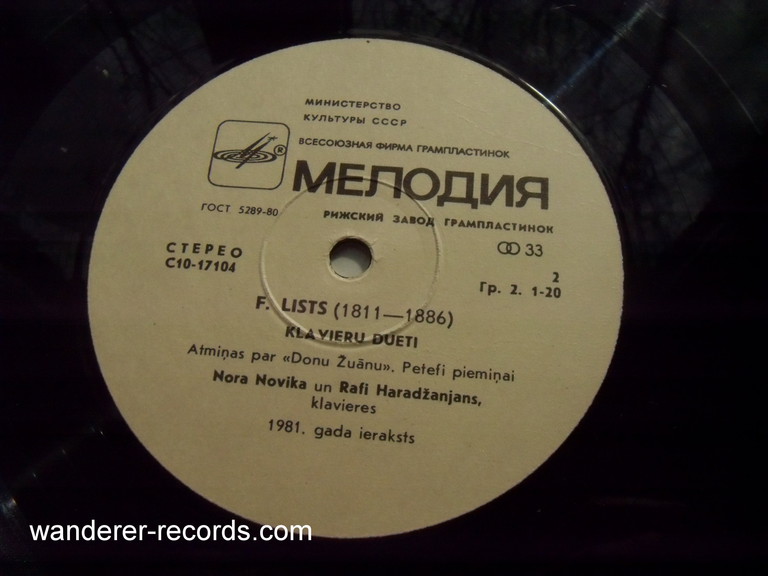 МИНИСТЕРСТВО
КУЛЬТУРЫ СССР
ВСЕСОЮЗНАЯ ФИРМА ГРАМПЛАСТИНОК
®
МЕЛОДИЯ
ГОСТ 5289-80
РИЖСКИЙ ЗАВОД ГРАМПЛАСТИНОК
СТЕРЕО
33
С10-17104
2
Гр. 2. 1-20
F. LISTS (1811—1886)
KLAVIERU DUETI
Atmiņas par «Donu Žuānu». Petefi piemiņai
Nora Novika un Rafi Haradžanjans,
klavieres
1981. gada ieraksts
wanderer-records.com